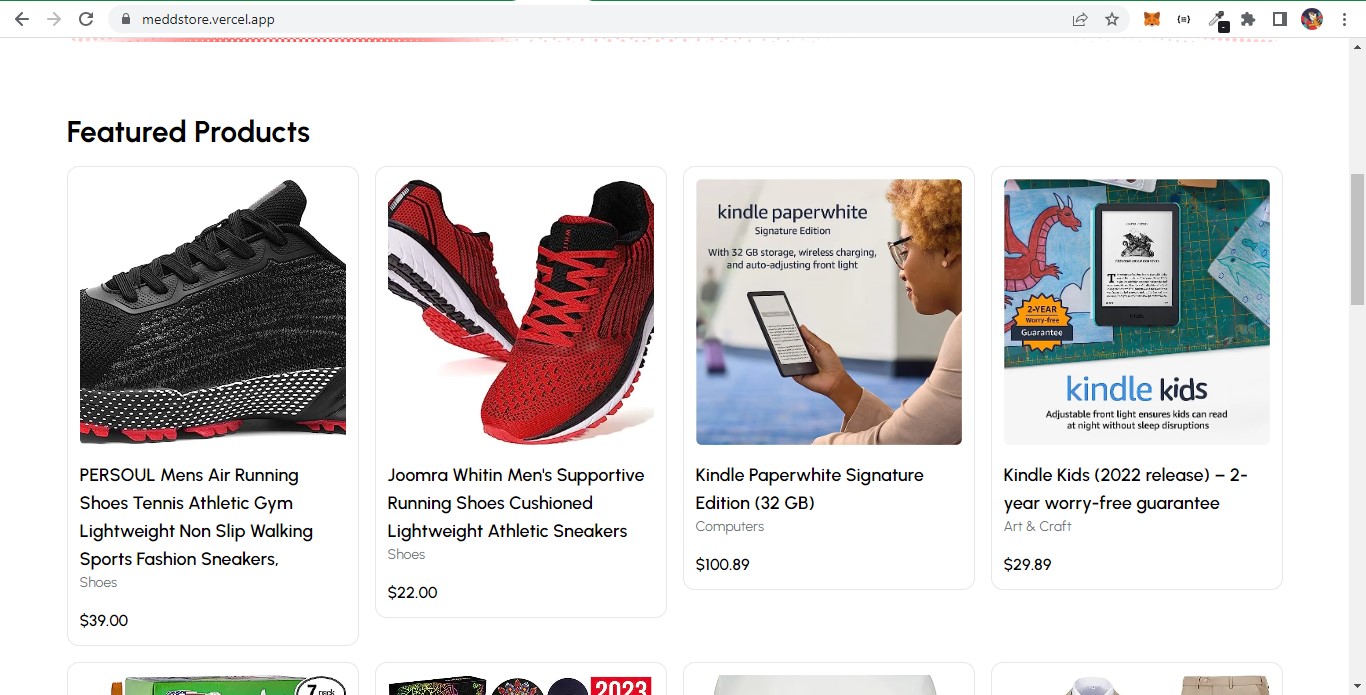 meddstore.vercel.app
Featured Products
kindle paperwhite
Signature Edition
With 32 GB storage, wireless charging,
and auto-adjusting front light
2-YEAR
Worry-free
Guarantee
kindle kids
Adjustable front light ensures kids can read
at night without sleep disruptions
PERSOUL Mens Air Running
Shoes Tennis Athletic Gym
Lightweight Non Slip Walking
Sports Fashion Sneakers,
Shoes
$39.00
Joomra Whitin Men's Supportive
Running Shoes Cushioned
Lightweight Athletic Sneakers
Shoes
$22.00
Kindle Paperwhite Signature
Edition (32 GB)
Computers
$100.89
Kindle Kids (2022 release) – 2-
year worry-free guarantee
Art & Craft
$29.89
7 pack
2023